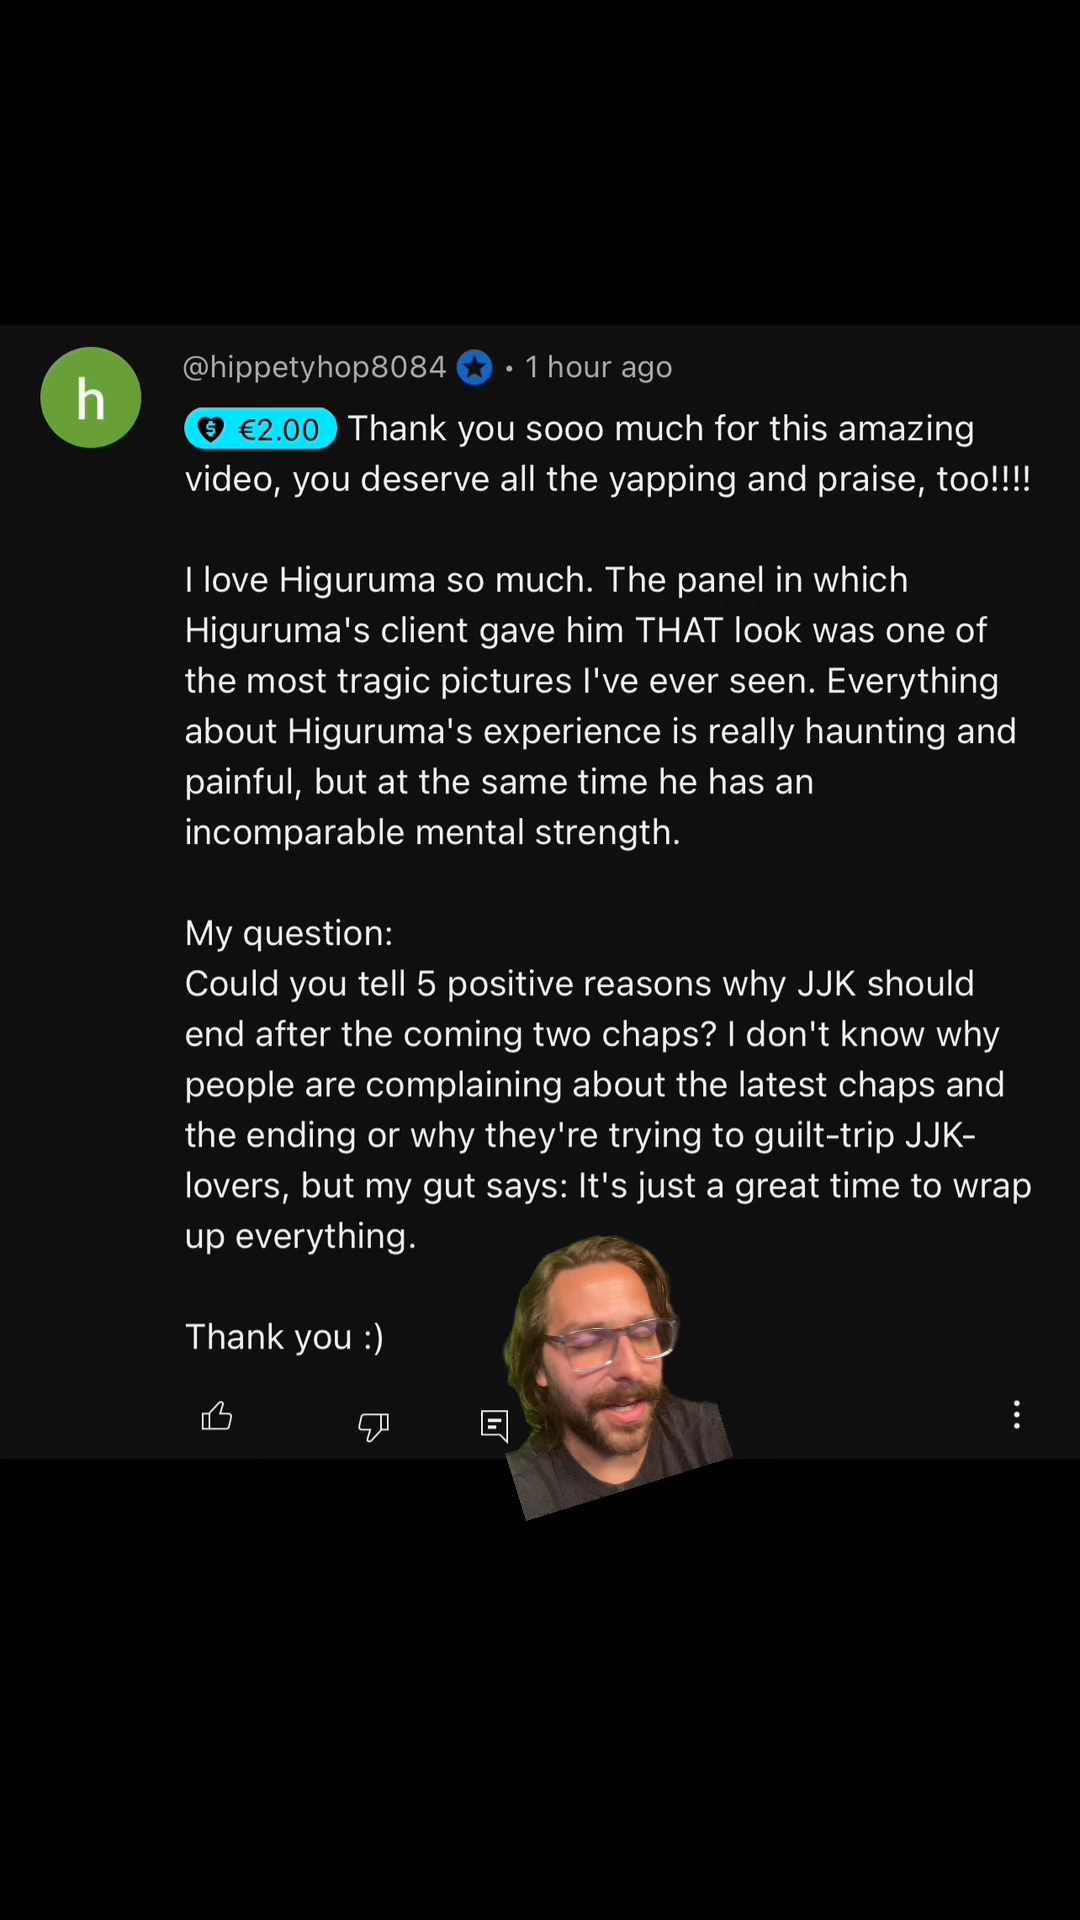 h
@hippetyhop8084 • 1 hour ago
$ €2.00 Thank you sooo much for this amazing
video, you deserve all the yapping and praise, too!!!!
I love Higuruma so much. The panel in which
Higuruma's client gave him THAT look was one of
the most tragic pictures I've ever seen. Everything
about Higuruma's experience is really haunting and
painful, but at the same time he has an
incomparable mental strength.
My question:
Could you tell 5 positive reasons why JJK should
end after the coming two chaps? I don't know why
people are complaining about the latest chaps and
the ending or why they're trying to guilt-trip JJK-
lovers, but my gut says: It's just a great time to wrap
up everything.
Thank you :)